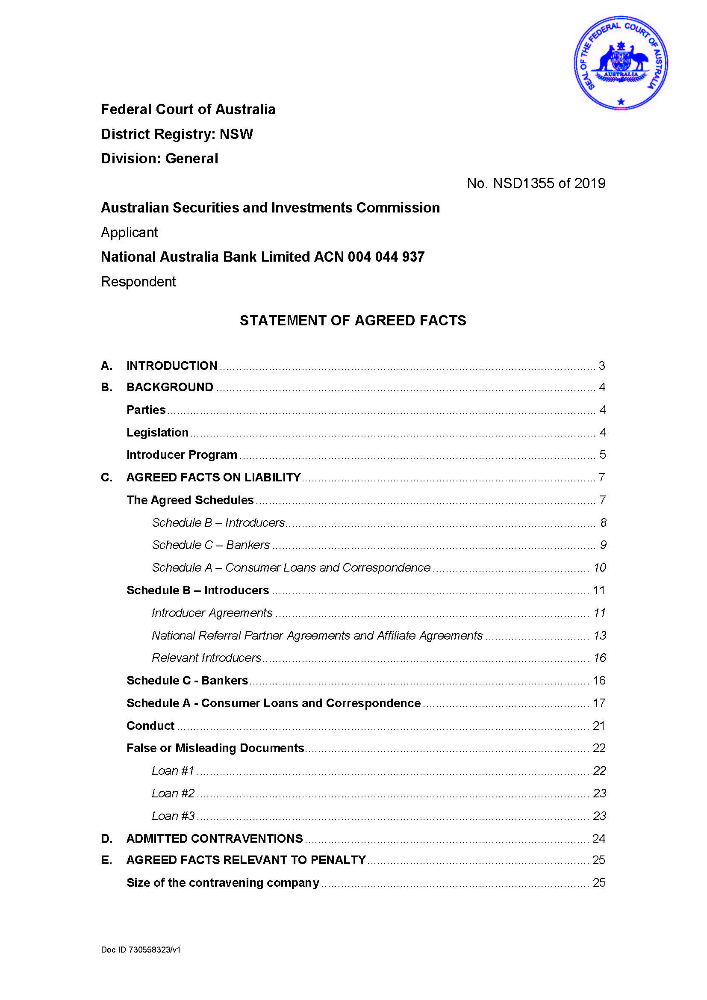 SEAL OF THE FEDERAL COURT OF AUSTRALIA
AUSTRALIA
Federal Court of Australia
District Registry: NSW
Division: General
No. NSD1355 of 2019
Australian Securities and Investments Commission
Applicant
National Australia Bank Limited ACN 004 044 937
Respondent
STATEMENT OF AGREED FACTS
A. INTRODUCTION 3
B. BACKGROUND 4
Parties 4
Legislation 4
Introducer Program 5
C. AGREED FACTS ON LIABILITY 7
The Agreed Schedules 7
Schedule B – Introducers 8
Schedule C – Bankers 9
Schedule A – Consumer Loans and Correspondence 10
Schedule B – Introducers 11
Introducer Agreements 11
National Referral Partner Agreements and Affiliate Agreements 13
Relevant Introducers 16
Schedule C - Bankers 16
Schedule A - Consumer Loans and Correspondence 17
Conduct 21
False or Misleading Documents 22
Loan #1 22
Loan #2 23
Loan #3 23
D. ADMITTED CONTRAVENTIONS 24
E. AGREED FACTS RELEVANT TO PENALTY 25
Size of the contravening company 25
Doc ID 730558323/v1